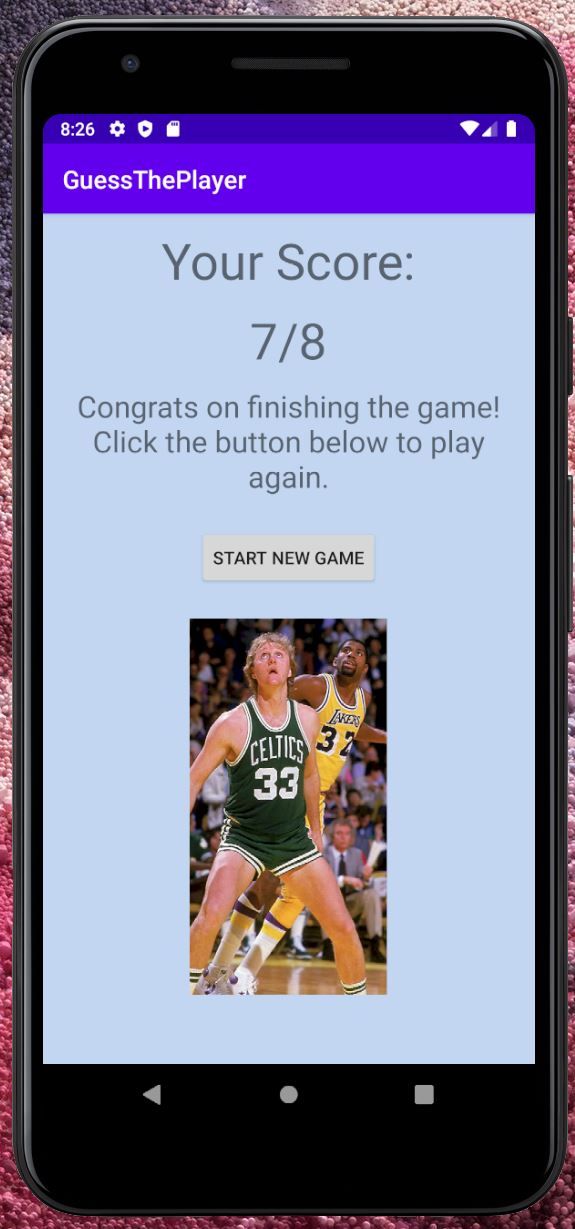 8:26
GuessThePlayer
Your Score:
7/8
Congrats on finishing the game!
Click the button below to play
again.
START NEW GAME
LAKERS
32
CELTICS
33